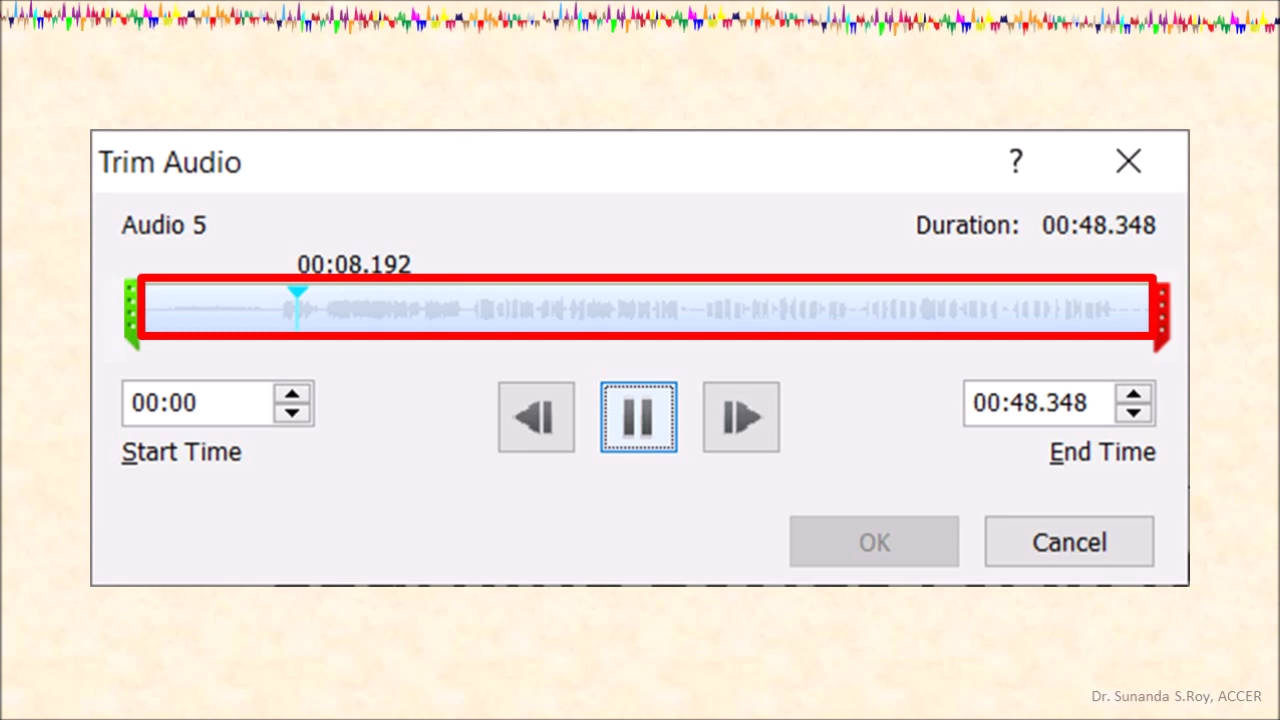 Trim Audio ?
Audio 5 Duration: 00:48.348
00:08.192
00:00 00:48.348
Start Time End Time
OK Cancel
Dr. Sunanda S.Roy, ACCER